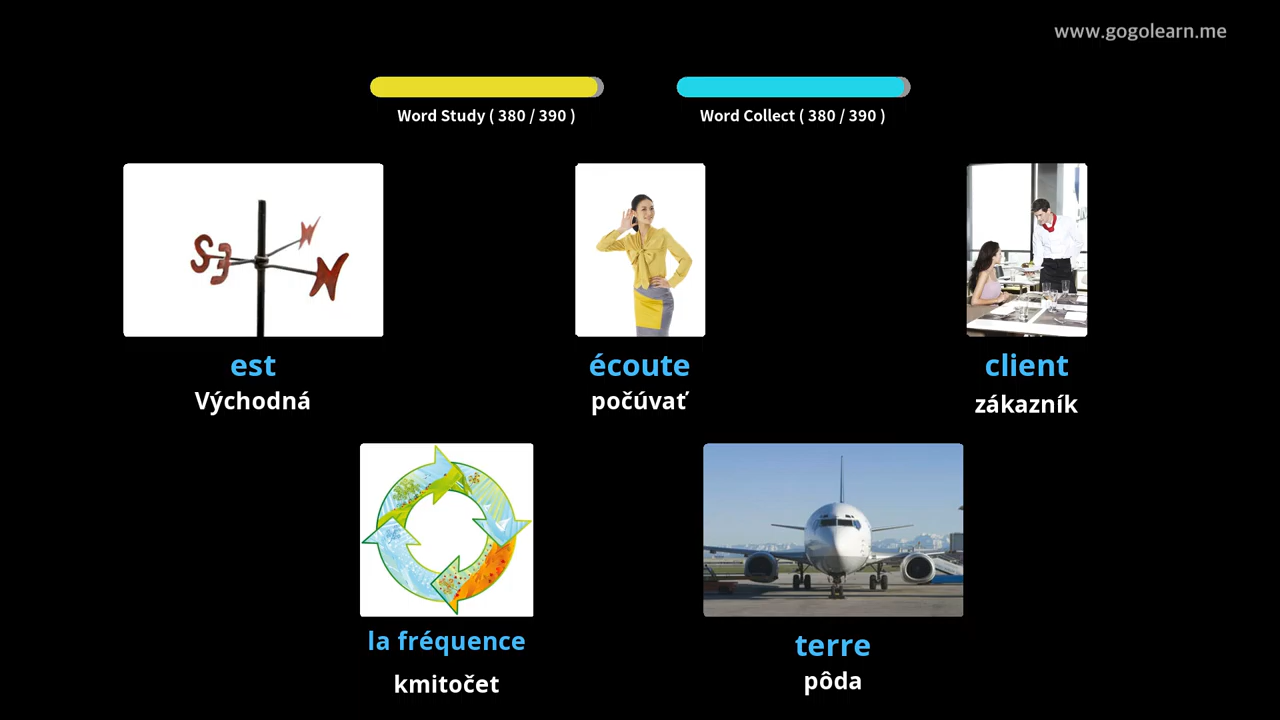 www.gogolearn.me
Word Study ( 380 / 390 )
Word Collect ( 380 / 390 )
S E N N
est
Východná
écoute
počúvať
client
zákazník
la fréquence
kmitočet
terre
pôda